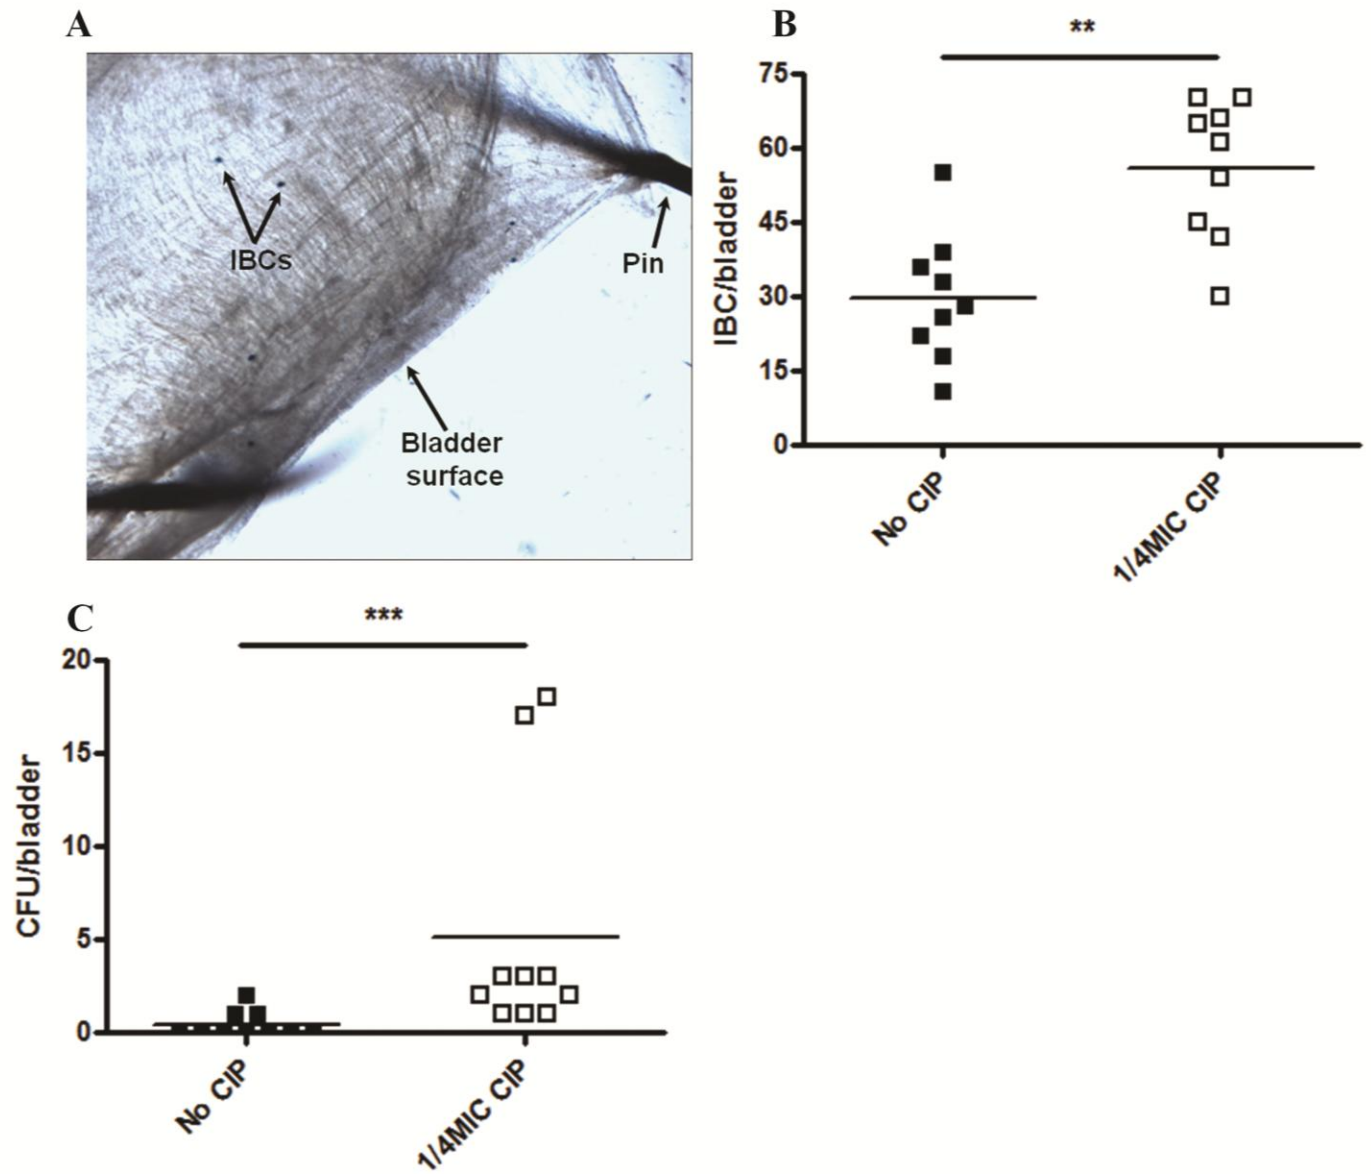 A
IBCs
Pin
Bladder
surface
B
**
IBC/bladder
75
60
45
30
15
0
No CIP
1/4MIC CIP
C
***
CFU/bladder
20
15
10
5
0
No CIP
1/4MIC CIP